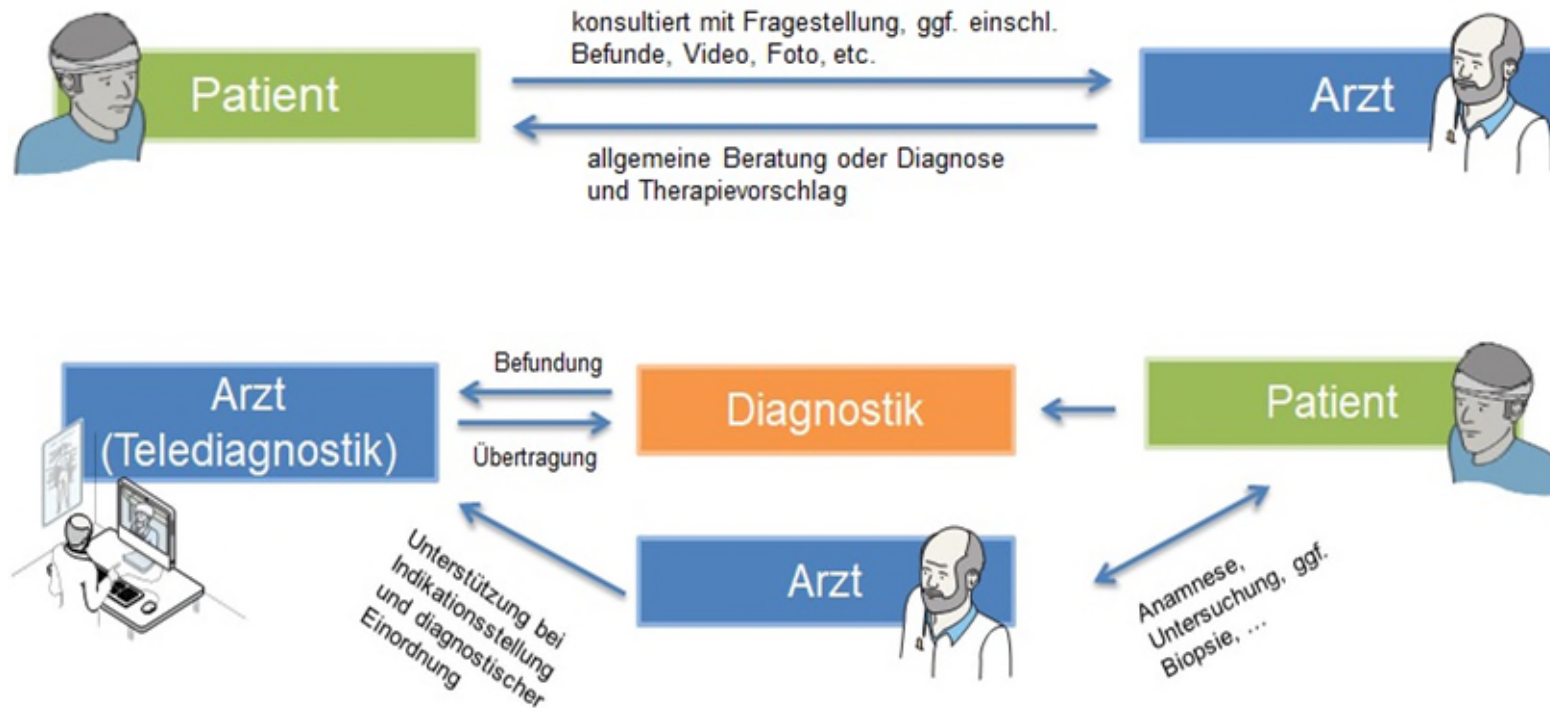 konsultiert mit Fragestellung, ggf. einschl.
Befunde, Video, Foto, etc.
Patient
Arzt
allgemeine Beratung oder Diagnose
und Therapievorschlag
Arzt
(Telediagnostik)
Befundung
Übertragung
Diagnostik
Patient
Unterstützung bei
Indikationsstellung
und diagnostischer
Einordnung
Arzt
Anamnese,
Untersuchung, ggf.
Biopsie, ...